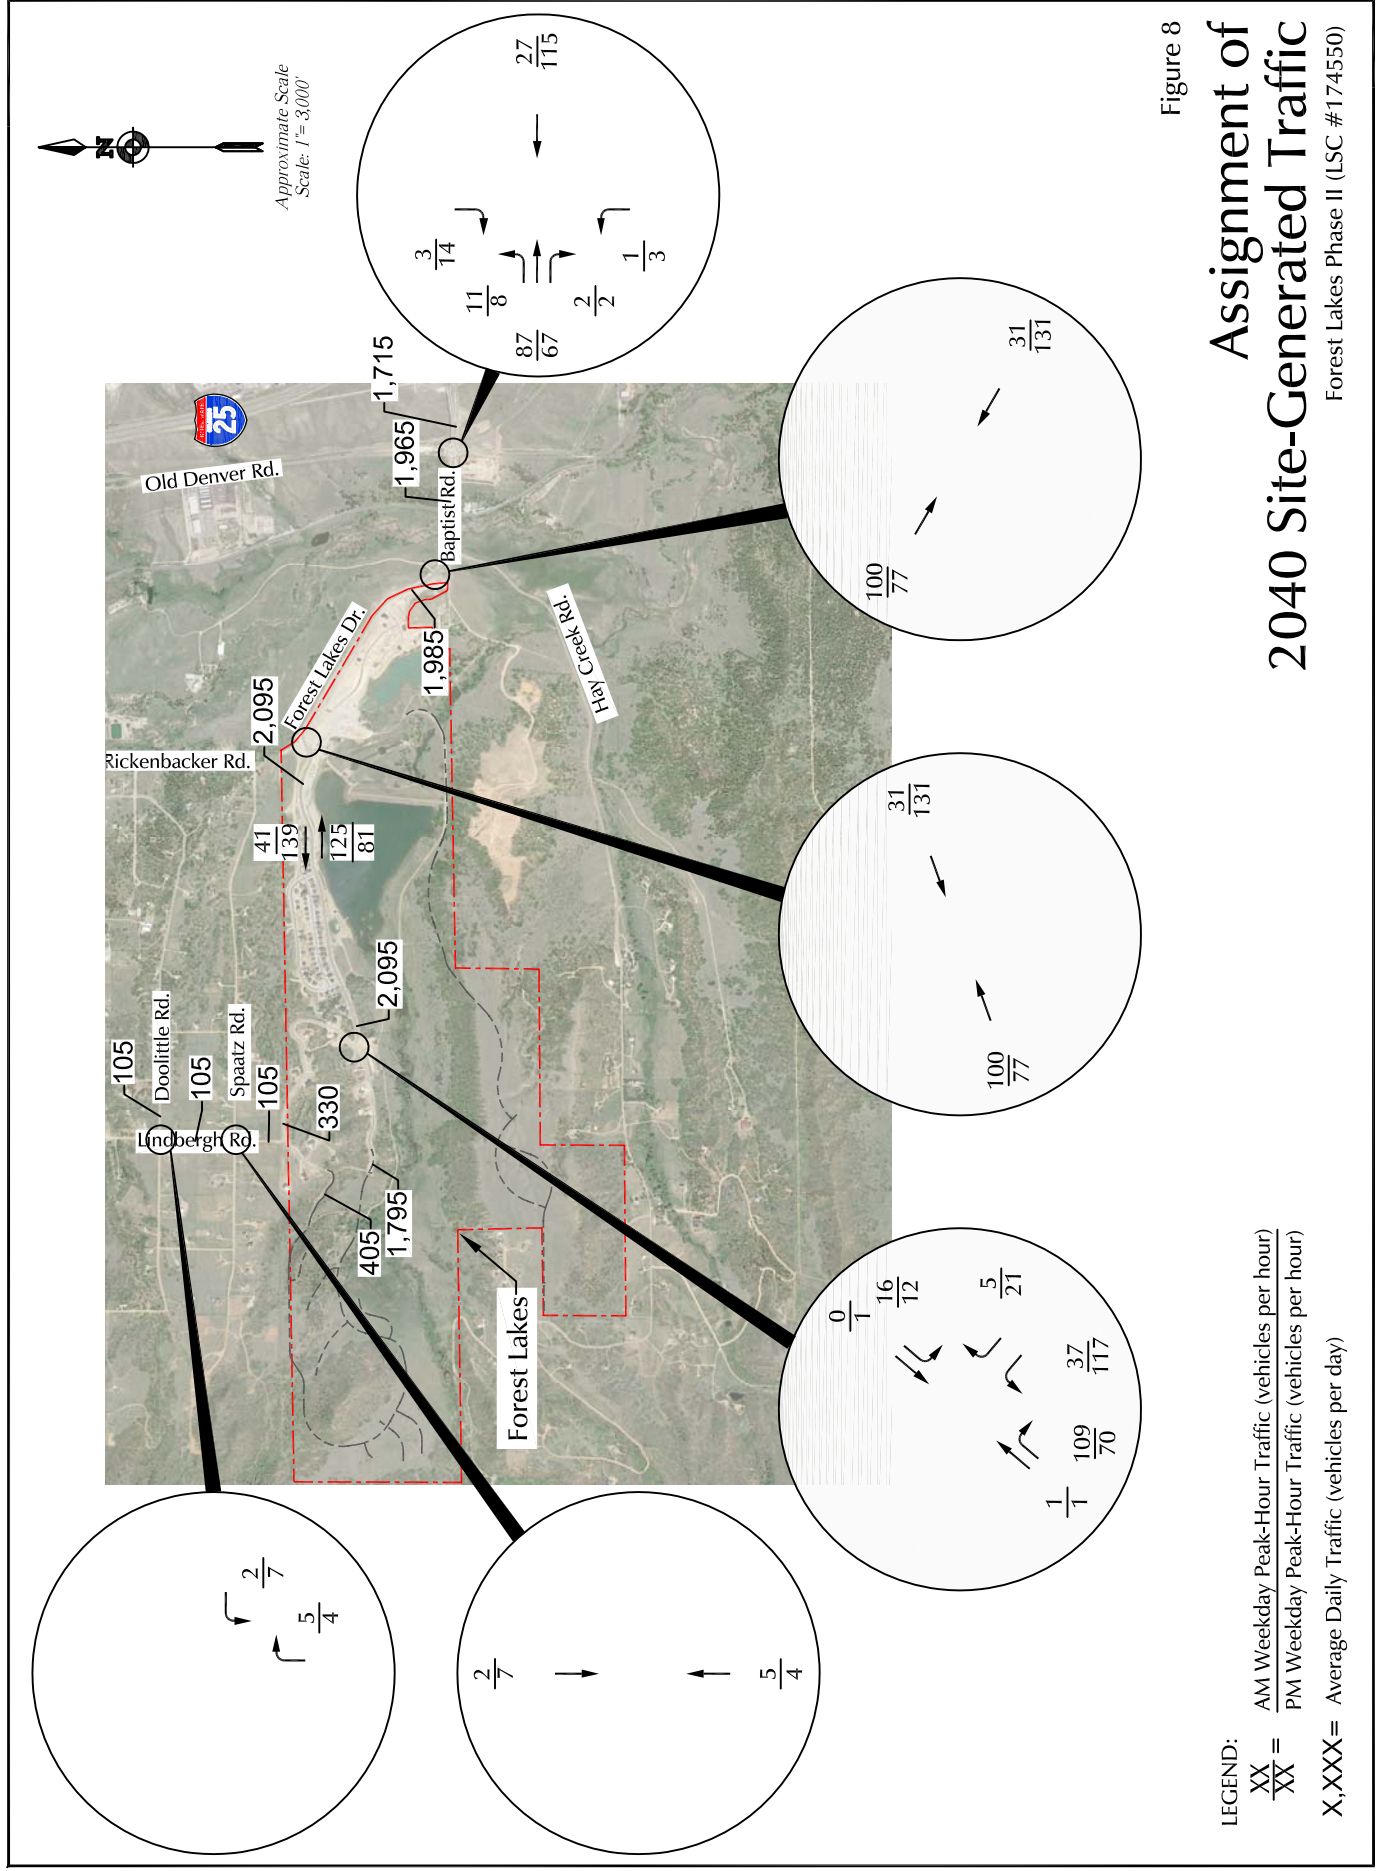 Approximate Scale
Scale: 1"= 3,000'
N
27
115
3
14
11
8
87
67
2
2
1
3
INTERSTATE
25
Old Denver Rd.
1,715
1,965
Baptist Rd.
Forest Lakes Dr.
1,985
Hay Creek Rd.
2,095
Rickenbacker Rd.
41
139
125
81
2,095
105
Doolittle Rd.
105
Spaatz Rd.
105
Lindbergh Rd.
330
405
1,795
Forest Lakes
2
7
5
4
2
7
5
4
0
1
16
12
5
21
37
117
109
70
1
1
31
131
100
77
31
131
100
77
LEGEND:
XX
XX
= AM Weekday Peak-Hour Traffic (vehicles per hour)
PM Weekday Peak-Hour Traffic (vehicles per hour)
X,XXX= Average Daily Traffic (vehicles per day)
Figure 8
Assignment of
2040 Site-Generated Traffic
Forest Lakes Phase II (LSC #174550)